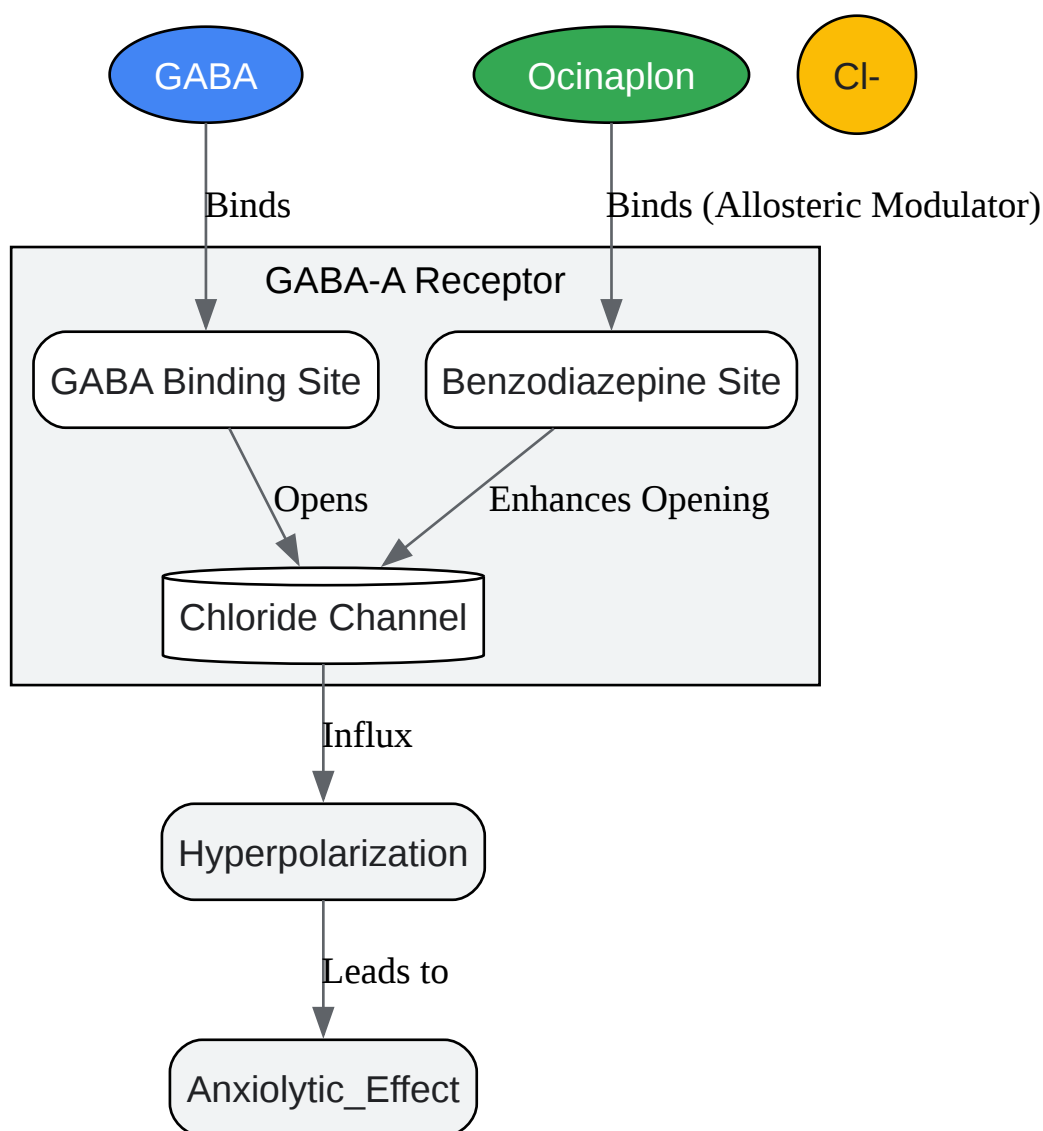 GABA
Ocinaplon
Cl-
Binds
Binds (Allosteric Modulator)
GABA-A Receptor
GABA Binding Site
Benzodiazepine Site
Opens
Enhances Opening
Chloride Channel
Influx
Hyperpolarization
Leads to
Anxiolytic_Effect